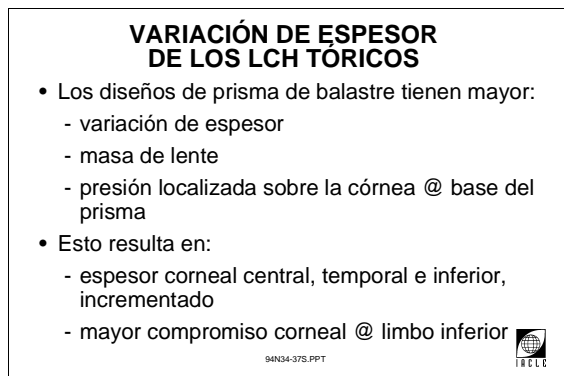 VARIACIÓN DE ESPESOR
DE LOS LCH TÓRICOS
• Los diseños de prisma de balastre tienen mayor:
- variación de espesor
- masa de lente
- presión localizada sobre la córnea @ base del
prisma
• Esto resulta en:
- espesor corneal central, temporal e inferior,
incrementado
- mayor compromiso corneal @ limbo inferior
94N34-37S.PPT
IACLE